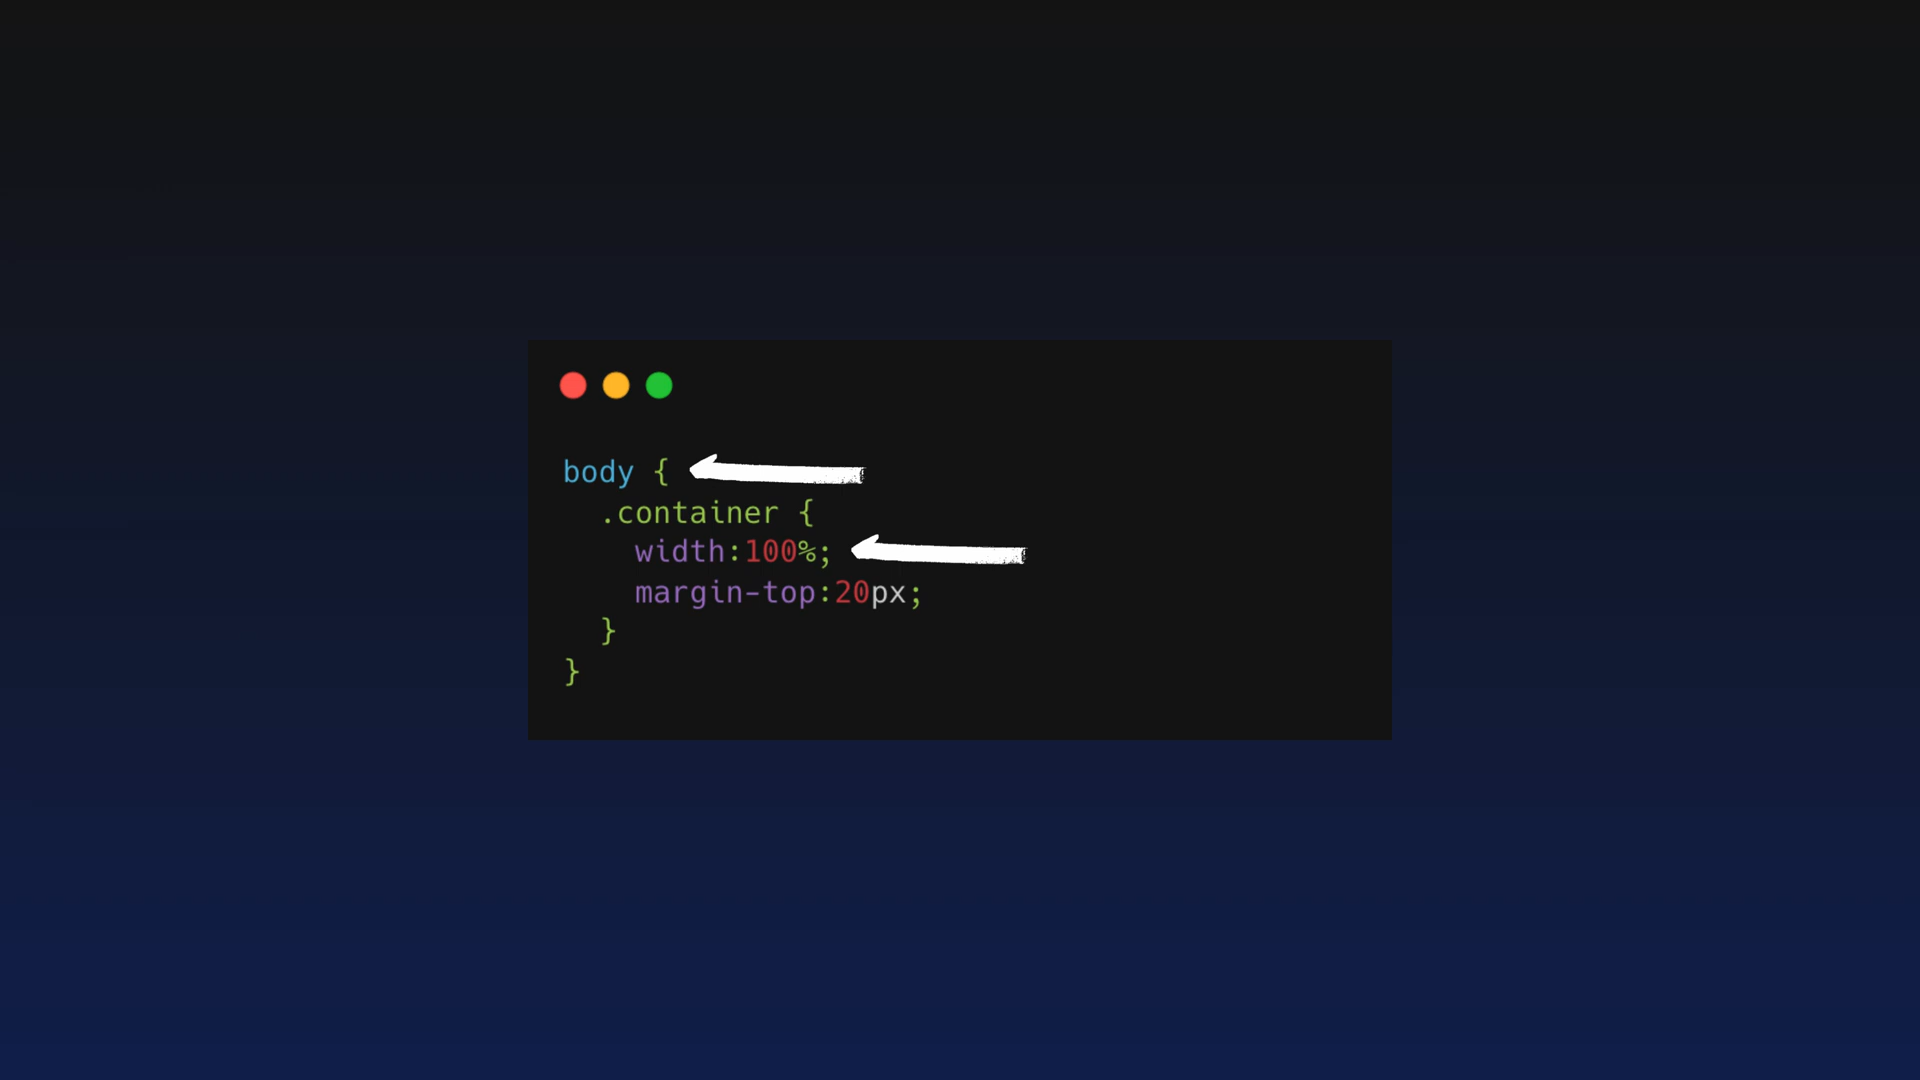 body {
.container {
width:100%;
margin-top:20px;
}
}